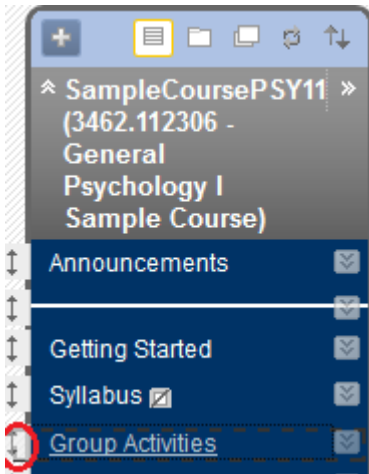 SampleCoursePSY11
(3462.112306 -
General
Psychology I
Sample Course)
Announcements
Getting Started
Syllabus
Group Activities